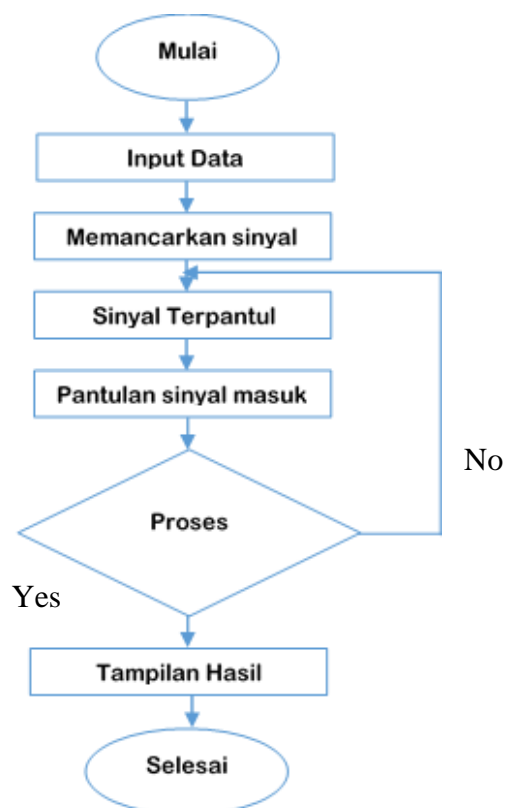 Mulai
Input Data
Memancarkan sinyal
Sinyal Terpantul
Pantulan sinyal masuk
No
Proses
Yes
Tampilan Hasil
Selesai